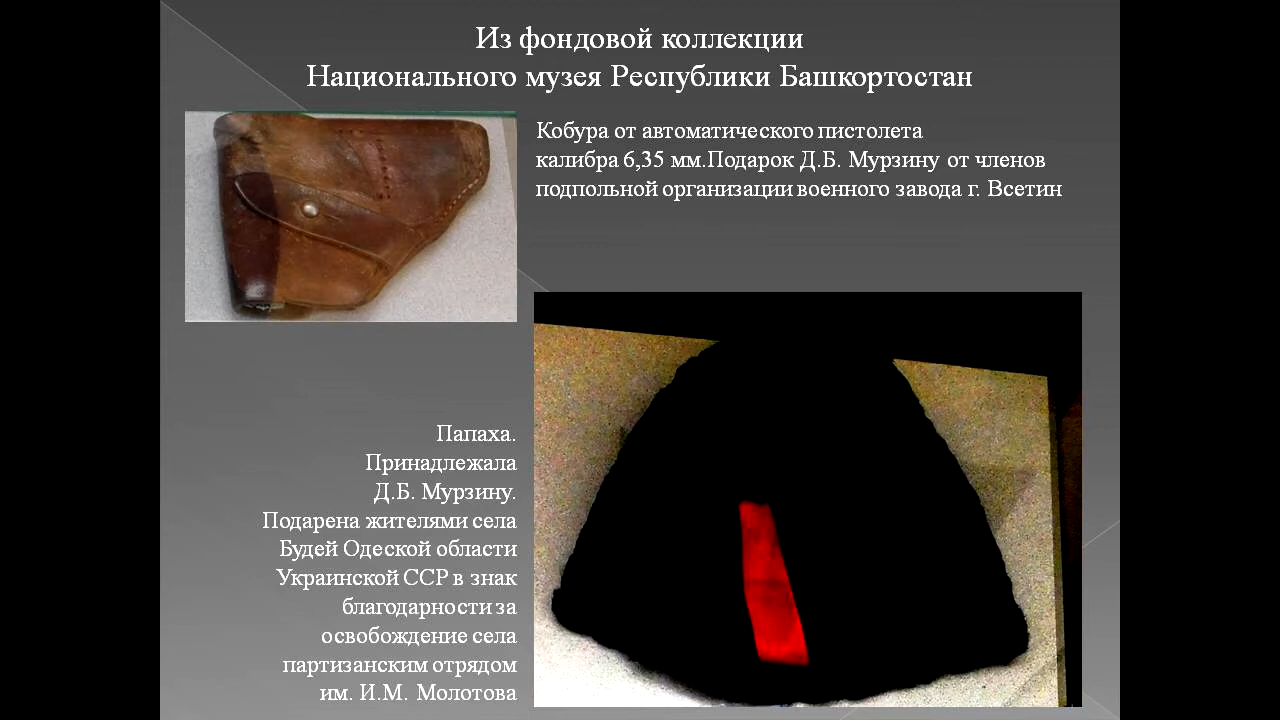 Из фондовой коллекции
Национального музея Республики Башкортостан
Кобура от автоматического пистолета
калибра 6,35 мм.Подарок Д.Б. Мурзину от членов
подпольной организации военного завода г. Всетин
Папаха.
Принадлежала
Д.Б. Мурзину.
Подарена жителями села
Будей Одеской области
Украинской ССР в знак
благодарности за
освобождение села
партизанским отрядом
им. И.М. Молотова